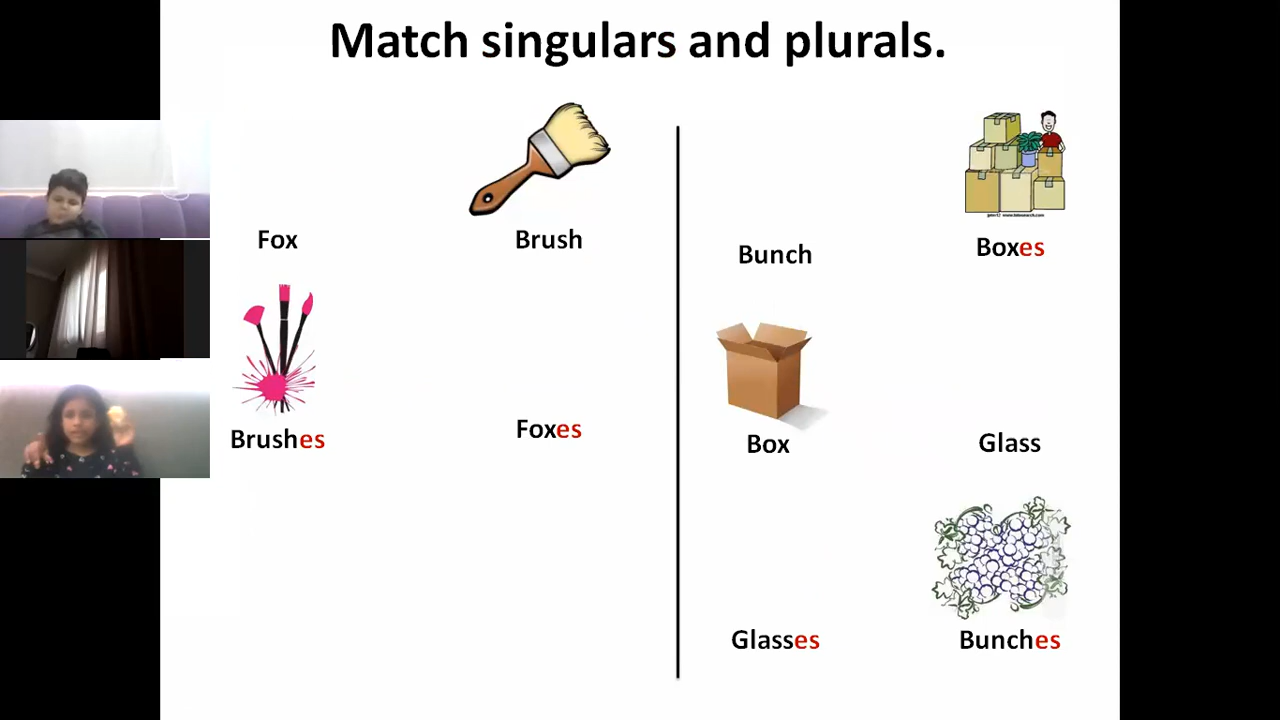 Match singulars and plurals.
Fox
Brush
Brushes
Foxes
Bunch
Boxes
Box
Glass
Glasses
Bunches